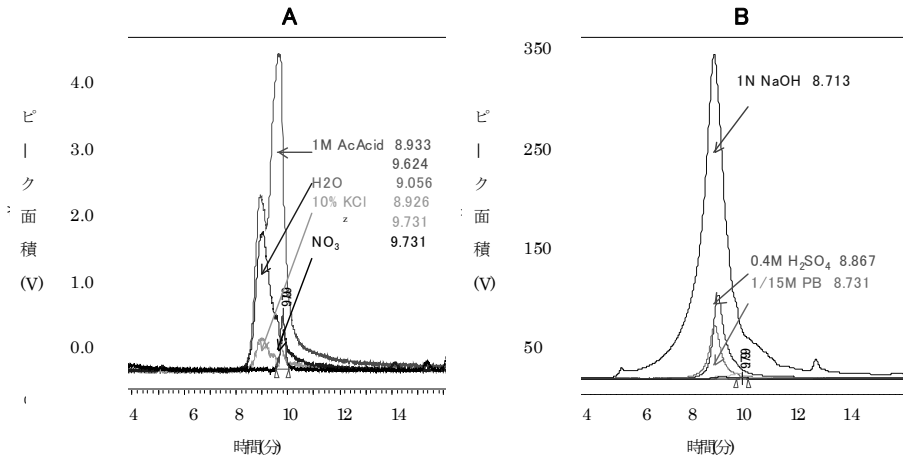 A
4.0
3.0
2.0
1.0
0.0
ピーク面積
(V)
1M AcAcid 8.933
9.624
H2O 9.056
10% KCl 8.926
z 9.731
NO₃ 9.731
4 6 8 10 12 14
時間(分)
B
350
250
150
50
ピーク面積
(V)
1N NaOH 8.713
0.4M H₂SO₄ 8.867
1/15M PB 8.731
4 6 8 10 12 14
時間(分)